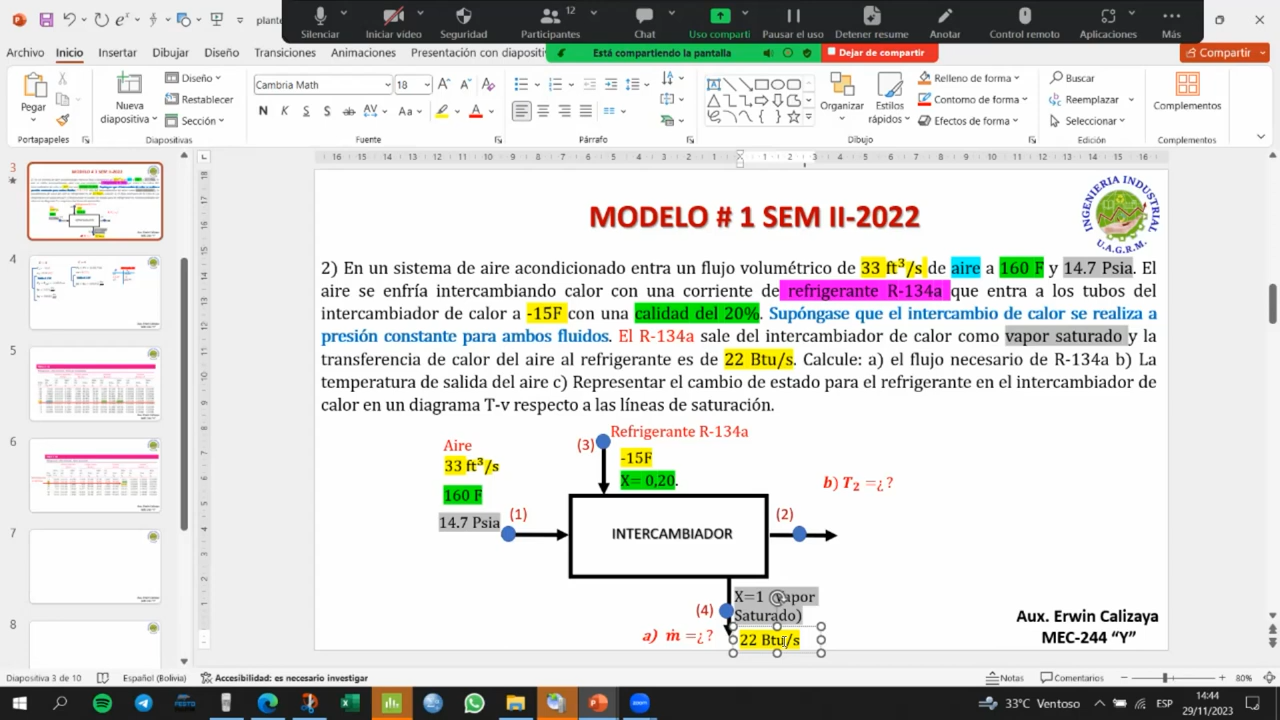 Silenciar
Iniciar vídeo
Seguridad
12
Participantes
Chat
Uso comparti
Pausar el uso
Detener resume
Anotar
Control remoto
Aplicaciones
Más
Archivo
Inicio
Insertar
Dibujar
Diseño
Transiciones
Animaciones
Presentación con diapositi
Está compartiendo la pantalla
Dejar de compartir
Compartir
Pegar
Nueva
diapositiva
Diseño
Restablecer
Sección
Cambria Math
18
Organizar
Estilos
rápidos
Relleno de forma
Contorno de forma
Efectos de forma
Buscar
Reemplazar
Seleccionar
Complementos
Portapapeles
Diapositivas
Fuente
Párrafo
Dibujo
Edición
Complementos
3
4
5
6
7
8
MODELO # 1 SEM II-2022
INGENIERIA INDUSTRIAL
U.A.G.R.M.
2) En un sistema de aire acondicionado entra un flujo volumétrico de 33 ft³/s de aire a 160 F y 14.7 Psia. El
aire se enfría intercambiando calor con una corriente de refrigerante R-134a que entra a los tubos del
intercambiador de calor a -15F con una calidad del 20%. Supóngase que el intercambio de calor se realiza a
presión constante para ambos fluidos. El R-134a sale del intercambiador de calor como vapor saturado y la
transferencia de calor del aire al refrigerante es de 22 Btu/s. Calcule: a) el flujo necesario de R-134a b) La
temperatura de salida del aire c) Representar el cambio de estado para el refrigerante en el intercambiador de
calor en un diagrama T-v respecto a las líneas de saturación.
Refrigerante R-134a
(3)
Aire
-15F
33 ft³/s
X= 0,20.
b) T₂ =¿ ?
160 F
(1)
(2)
14.7 Psia
INTERCAMBIADOR
X=1 (vapor
Saturado)
(4)
a) ṁ =¿ ?
22 Btu/s
Aux. Erwin Calizaya
MEC-244 “Y”
Diapositiva 3 de 10
Español (Bolivia)
Accesibilidad: es necesario investigar
Notas
Comentarios
80%
33°C Ventoso
ESP
14:44
29/11/2023